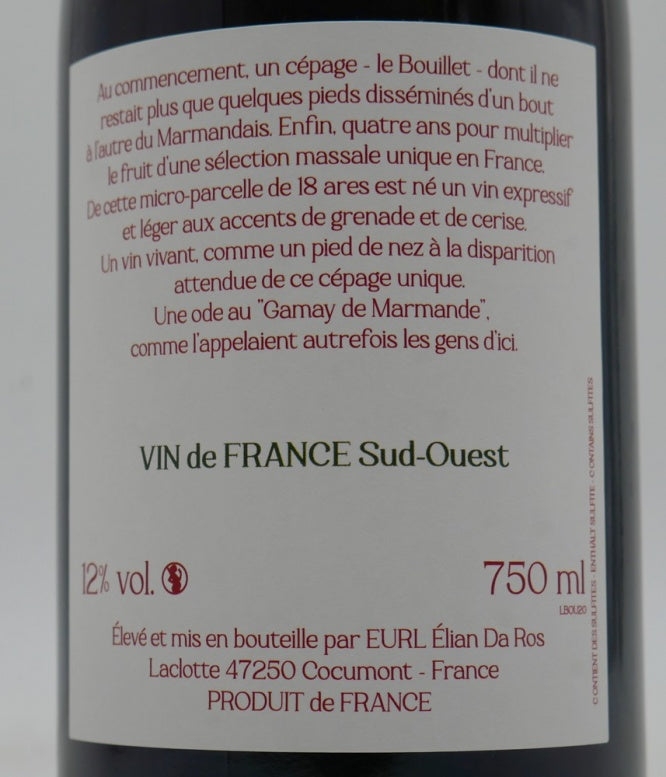 Au commencement, un cépage - le Bouillet - dont il ne
restait plus que quelques pieds disséminés d'un bout
à l'autre du Marmandais. Enfin, quatre ans pour multiplier
le fruit d'une sélection massale unique en France.
De cette micro-parcelle de 18 ares est né un vin expressif
et léger aux accents de grenade et de cerise.
Un vin vivant, comme un pied de nez à la disparition
attendue de ce cépage unique.
Une ode au "Gamay de Marmande",
comme l'appelaient autrefois les gens d'ici.
VIN de FRANCE Sud-Ouest
12% vol.
750 ml
LBOU20
Élevé et mis en bouteille par EURL Élian Da Ros
Laclotte 47250 Cocumont - France
PRODUIT de FRANCE
CONTIENT DES SULFITES - ENTHÄLT SULFITE - CONTAINS SULFITES